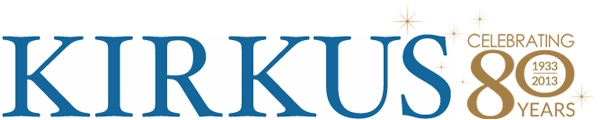 KIRKUS
CELEBRATING
80
1933
2013
YEARS